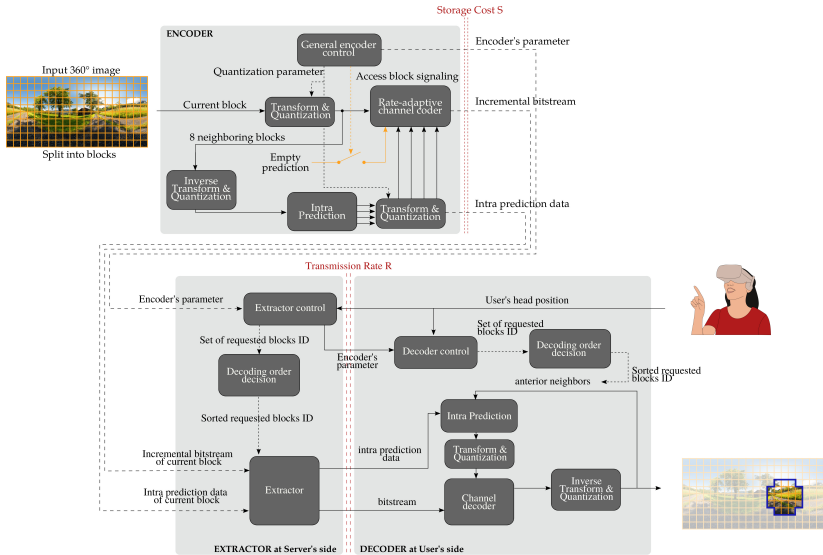 Storage Cost S
ENCODER
General encoder
control
Encoder's parameter
Input 360° image
Quantization parameter
Access block signaling
Current block
Transform &
Quantization
Rate-adaptive
channel coder
Incremental bitstream
8 neighboring blocks
Split into blocks
Empty
prediction
Inverse
Transform &
Quantization
Intra
Prediction
Transform &
Quantization
Intra prediction data
Transmission Rate R
Encoder's parameter
Extractor control
User's head position
Set of requested blocks ID
Set of requested
blocks ID
Encoder's
parameter
Decoder control
Decoding order
decision
Decoding order
decision
Sorted requested
blocks ID
anterior neighbors
Sorted requested blocks ID
Intra Prediction
Incremental bitstream
of current block
intra prediction
data
Transform &
Quantization
Intra prediction data
of current block
Extractor
bitstream
Channel
decoder
Inverse
Transform &
Quantization
EXTRACTOR at Server's side
DECODER at User's side